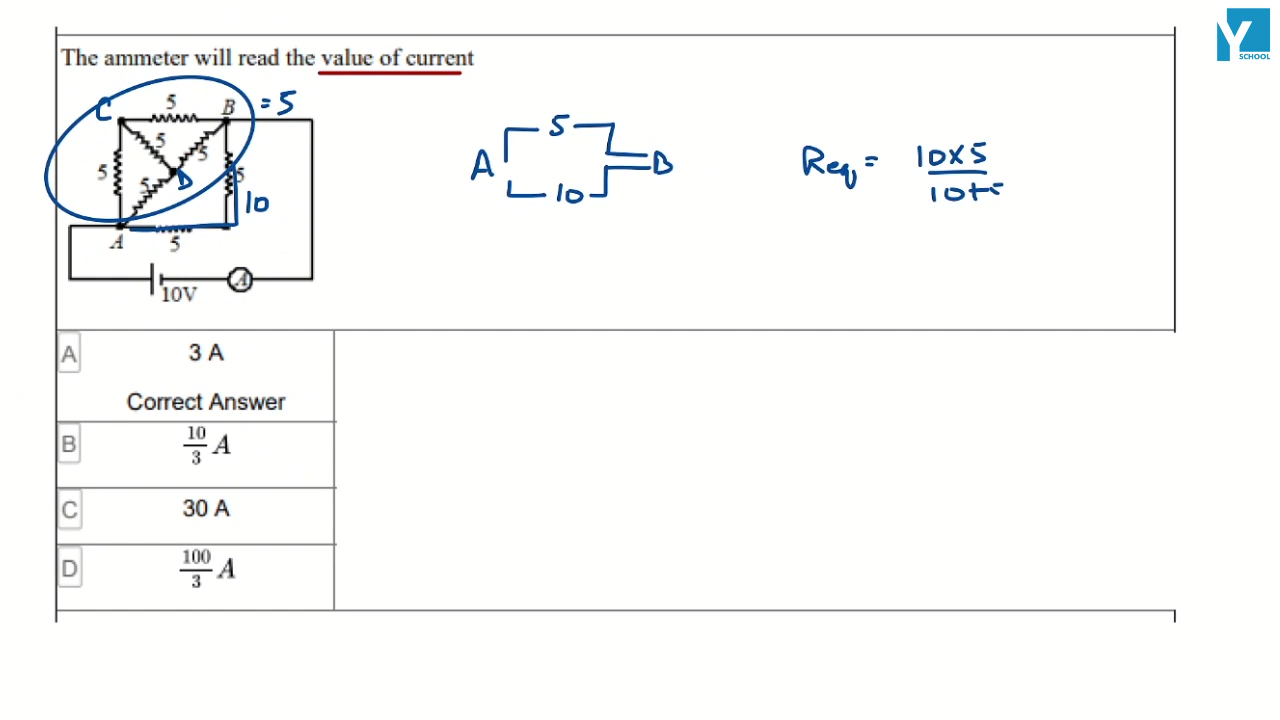 Y
SCHOOL
The ammeter will read the value of current
C 5 B = 5
5 5 5 5
5 D 10
A 5
10V A
A 5 10 B
Req = 10×5
10+5
A 3 A
Correct Answer
B 10/3 A
C 30 A
D 100/3 A